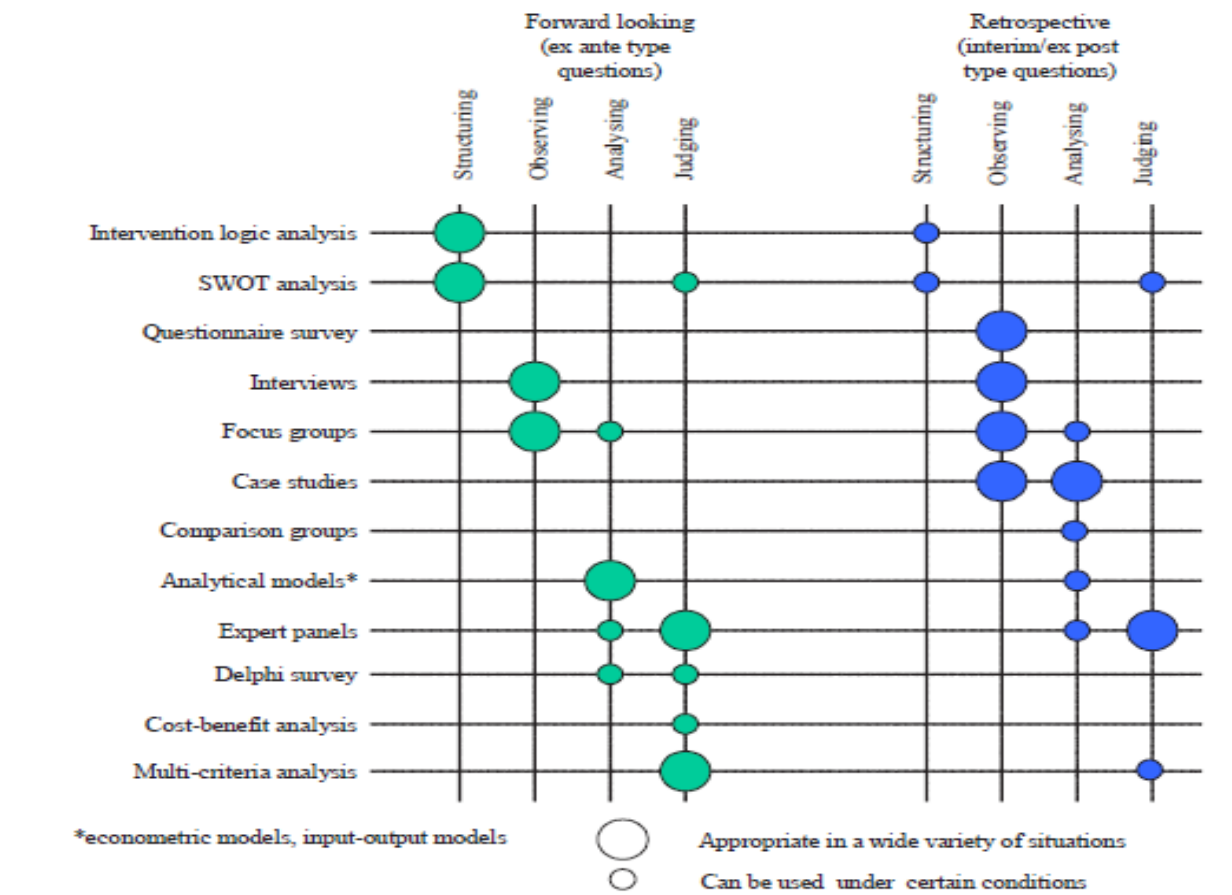 Forward looking
(ex ante type
questions)
Retrospective
(interim/ex post
type questions)
Structuring
Observing
Analysing
Judging
Structuring
Observing
Analysing
Judging
Intervention logic analysis
SWOT analysis
Questionnaire survey
Interviews
Focus groups
Case studies
Comparison groups
Analytical models*
Expert panels
Delphi survey
Cost-benefit analysis
Multi-criteria analysis
*econometric models, input-output models
Appropriate in a wide variety of situations
Can be used under certain conditions